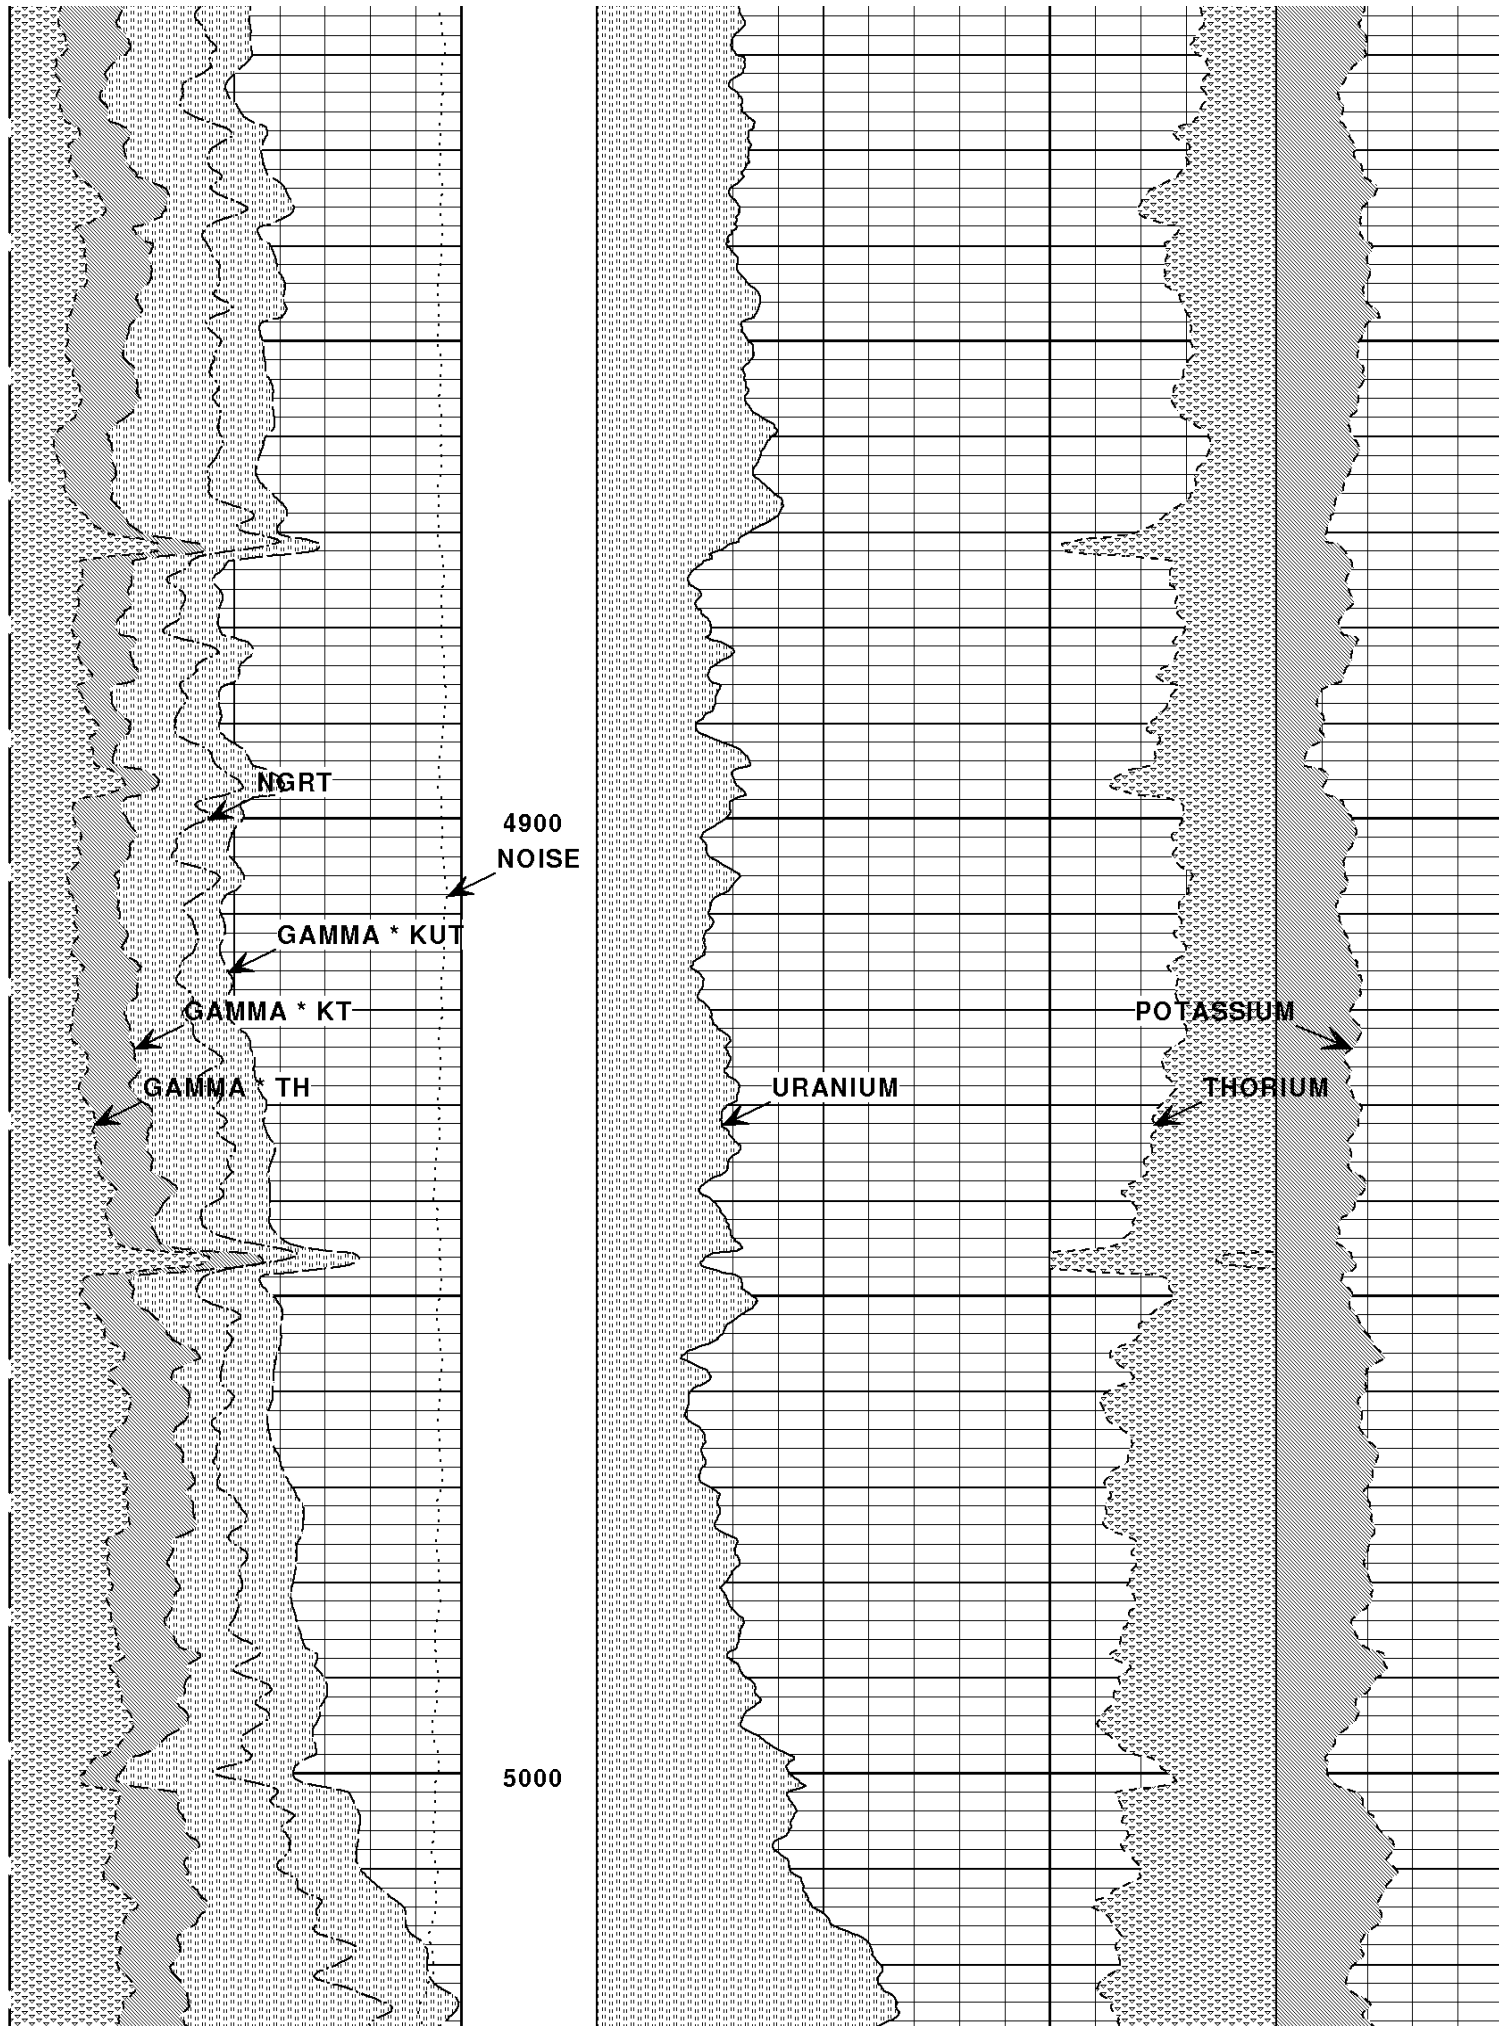 NGRT
4900
NOISE
GAMMA * KUT
GAMMA * KT
POTASSIUM
GAMMA * TH
URANIUM
THORIUM
5000